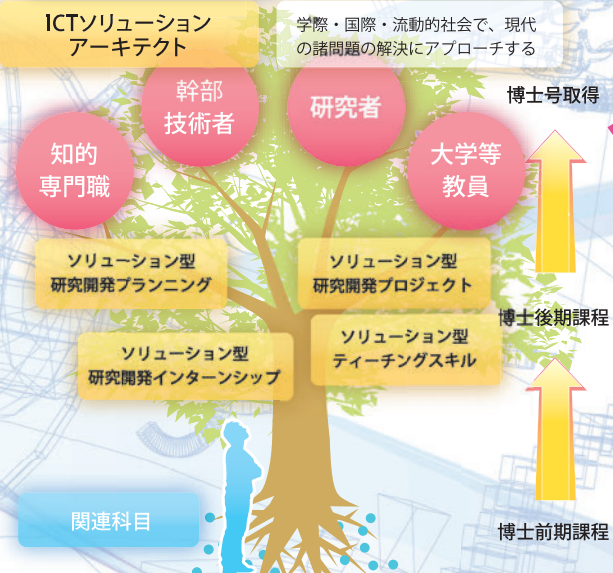 ICTソリューション
アーキテクト
学際・国際・流動的社会で、現代
の諸問題の解決にアプローチする
博士号取得
幹部
技術者
研究者
知的
専門職
大学等
教員
ソリューション型
研究開発プランニング
ソリューション型
研究開発プロジェクト
博士後期課程
ソリューション型
研究開発インターンシップ
ソリューション型
ティーチングスキル
関連科目
博士前期課程